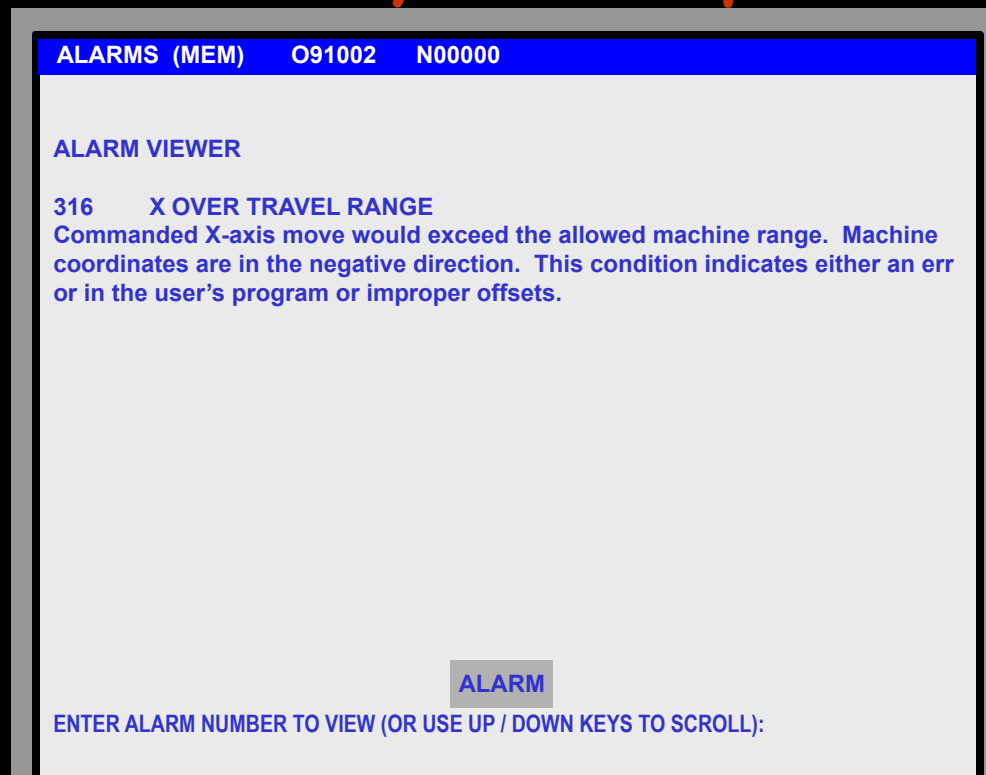 ALARMS (MEM) O91002 N00000
ALARM VIEWER
316 X OVER TRAVEL RANGE
Commanded X-axis move would exceed the allowed machine range. Machine
coordinates are in the negative direction. This condition indicates either an err
or in the user's program or improper offsets.
ALARM
ENTER ALARM NUMBER TO VIEW (OR USE UP / DOWN KEYS TO SCROLL):